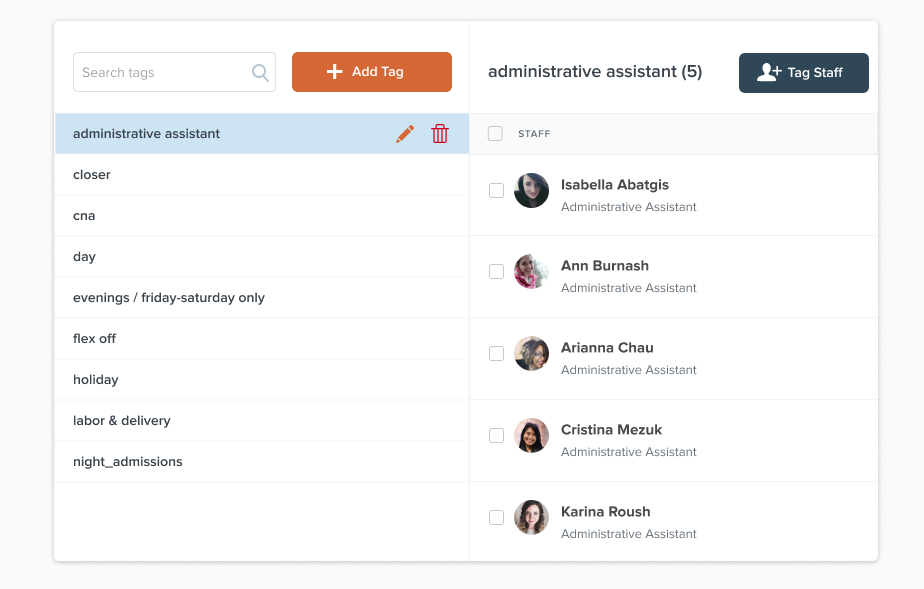 Search tags
Add Tag
administrative assistant
closer
cna
day
evenings / friday-saturday only
flex off
holiday
labor & delivery
night_admissions
administrative assistant (5)
Tag Staff
STAFF
Isabella Abatgis
Administrative Assistant
Ann Burnash
Administrative Assistant
Arianna Chau
Administrative Assistant
Cristina Mezuk
Administrative Assistant
Karina Roush
Administrative Assistant